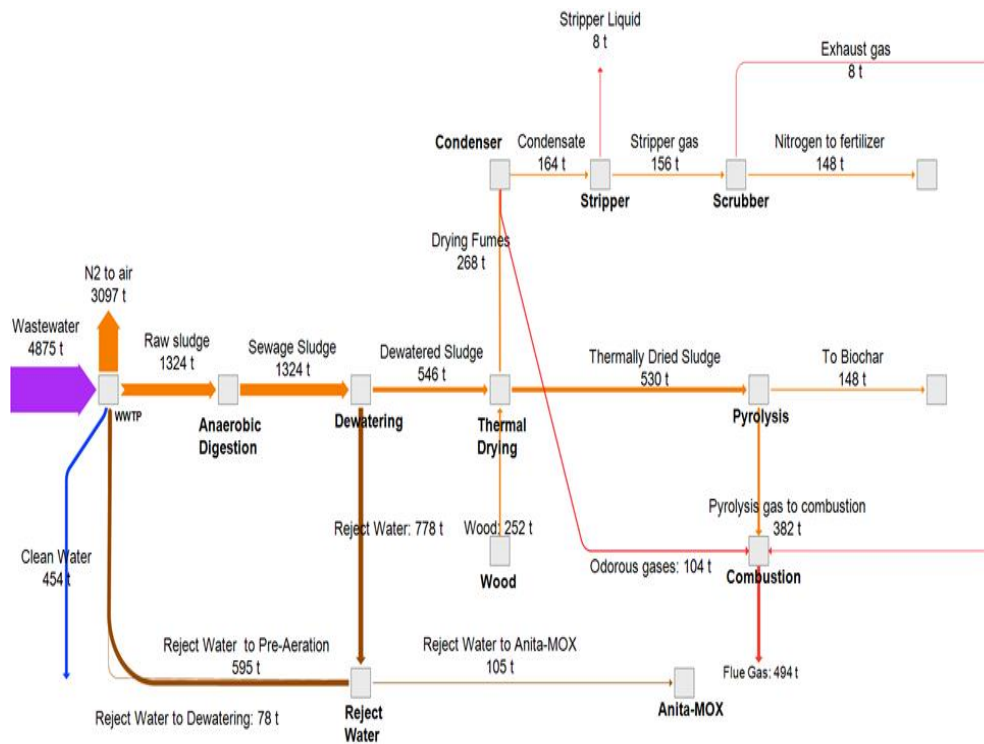 Stripper Liquid
8 t
Exhaust gas
8 t
Condenser
Condensate
164 t
Stripper gas
156 t
Nitrogen to fertilizer
148 t
Stripper
Scrubber
Drying Fumes
268 t
N2 to air
3097 t
Wastewater
4875 t
Raw sludge
1324 t
Sewage Sludge
1324 t
Dewatered Sludge
546 t
Thermally Dried Sludge
530 t
To Biochar
148 t
WWTP
Anaerobic
Digestion
Dewatering
Thermal
Drying
Pyrolysis
Reject Water: 778 t
Wood: 252 t
Pyrolysis gas to combustion
382 t
Clean Water
454 t
Wood
Odorous gases: 104 t
Combustion
Reject Water to Pre-Aeration
595 t
Reject Water to Anita-MOX
105 t
Flue Gas: 494 t
Reject Water to Dewatering: 78 t
Reject
Water
Anita-MOX